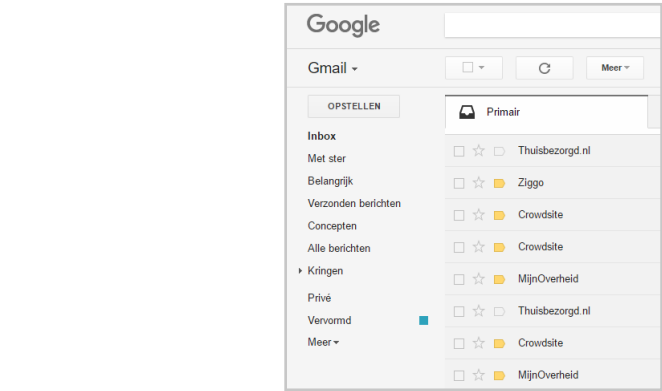 Google
Gmail
Meer
OPSTELLEN
Inbox
Met ster
Belangrijk
Verzonden berichten
Concepten
Alle berichten
Kringen
Privé
Vervormd
Meer
Primair
Thuisbezorgd.nl
Ziggo
Crowdsite
Crowdsite
MijnOverheid
Thuisbezorgd.nl
Crowdsite
MijnOverheid